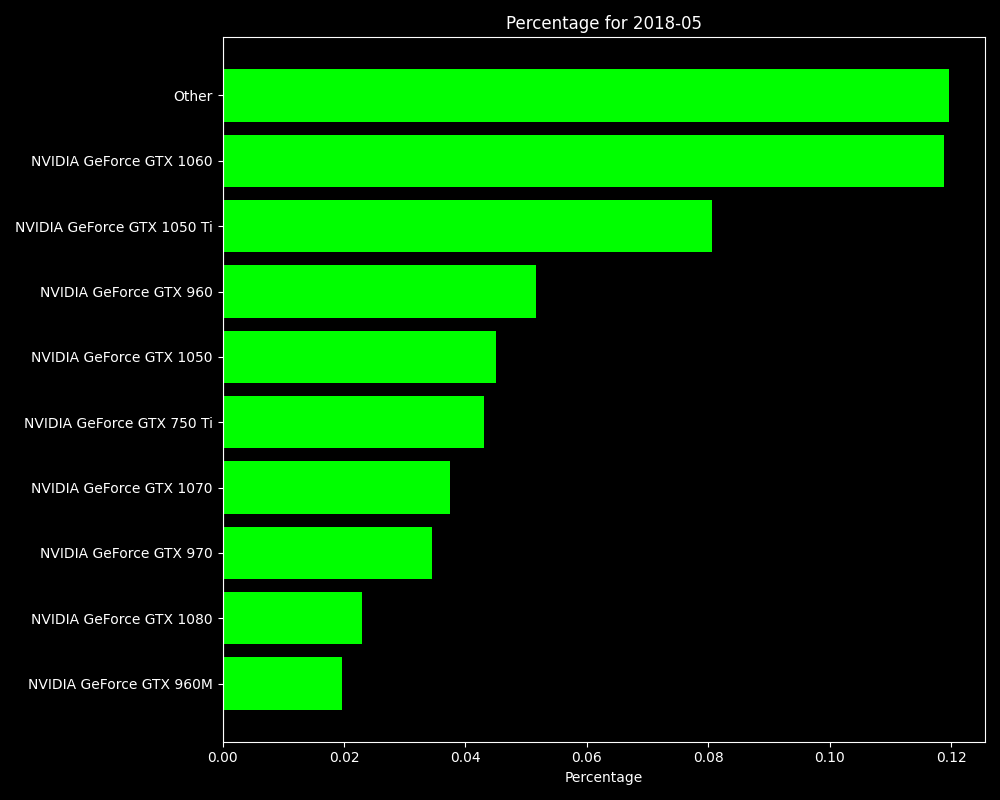 Percentage for 2018-05
Other
NVIDIA GeForce GTX 1060
NVIDIA GeForce GTX 1050 Ti
NVIDIA GeForce GTX 960
NVIDIA GeForce GTX 1050
NVIDIA GeForce GTX 750 Ti
NVIDIA GeForce GTX 1070
NVIDIA GeForce GTX 970
NVIDIA GeForce GTX 1080
NVIDIA GeForce GTX 960M
0.00 0.02 0.04 0.06 0.08 0.10 0.12
Percentage